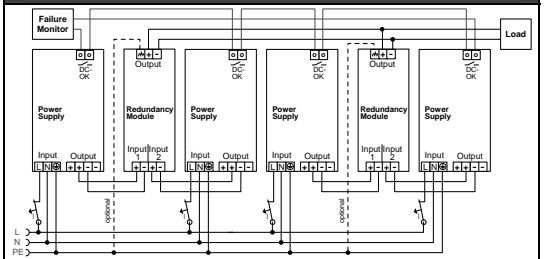 Failure Monitor
Load
DC-OK
Output
DC-OK
DC-OK
Output
DC-OK
+ -
+ -
Power Supply
Redundancy Module
Power Supply
Power Supply
Redundancy Module
Power Supply
Input Output
Input 1 Input 2
Input Output
Input Output
Input 1 Input 2
Input Output
L N + + - -
+ - + -
L N + + - -
L N + + - -
+ - + -
L N + + - -
I
I
I
I
optional
optional
L
N
PE